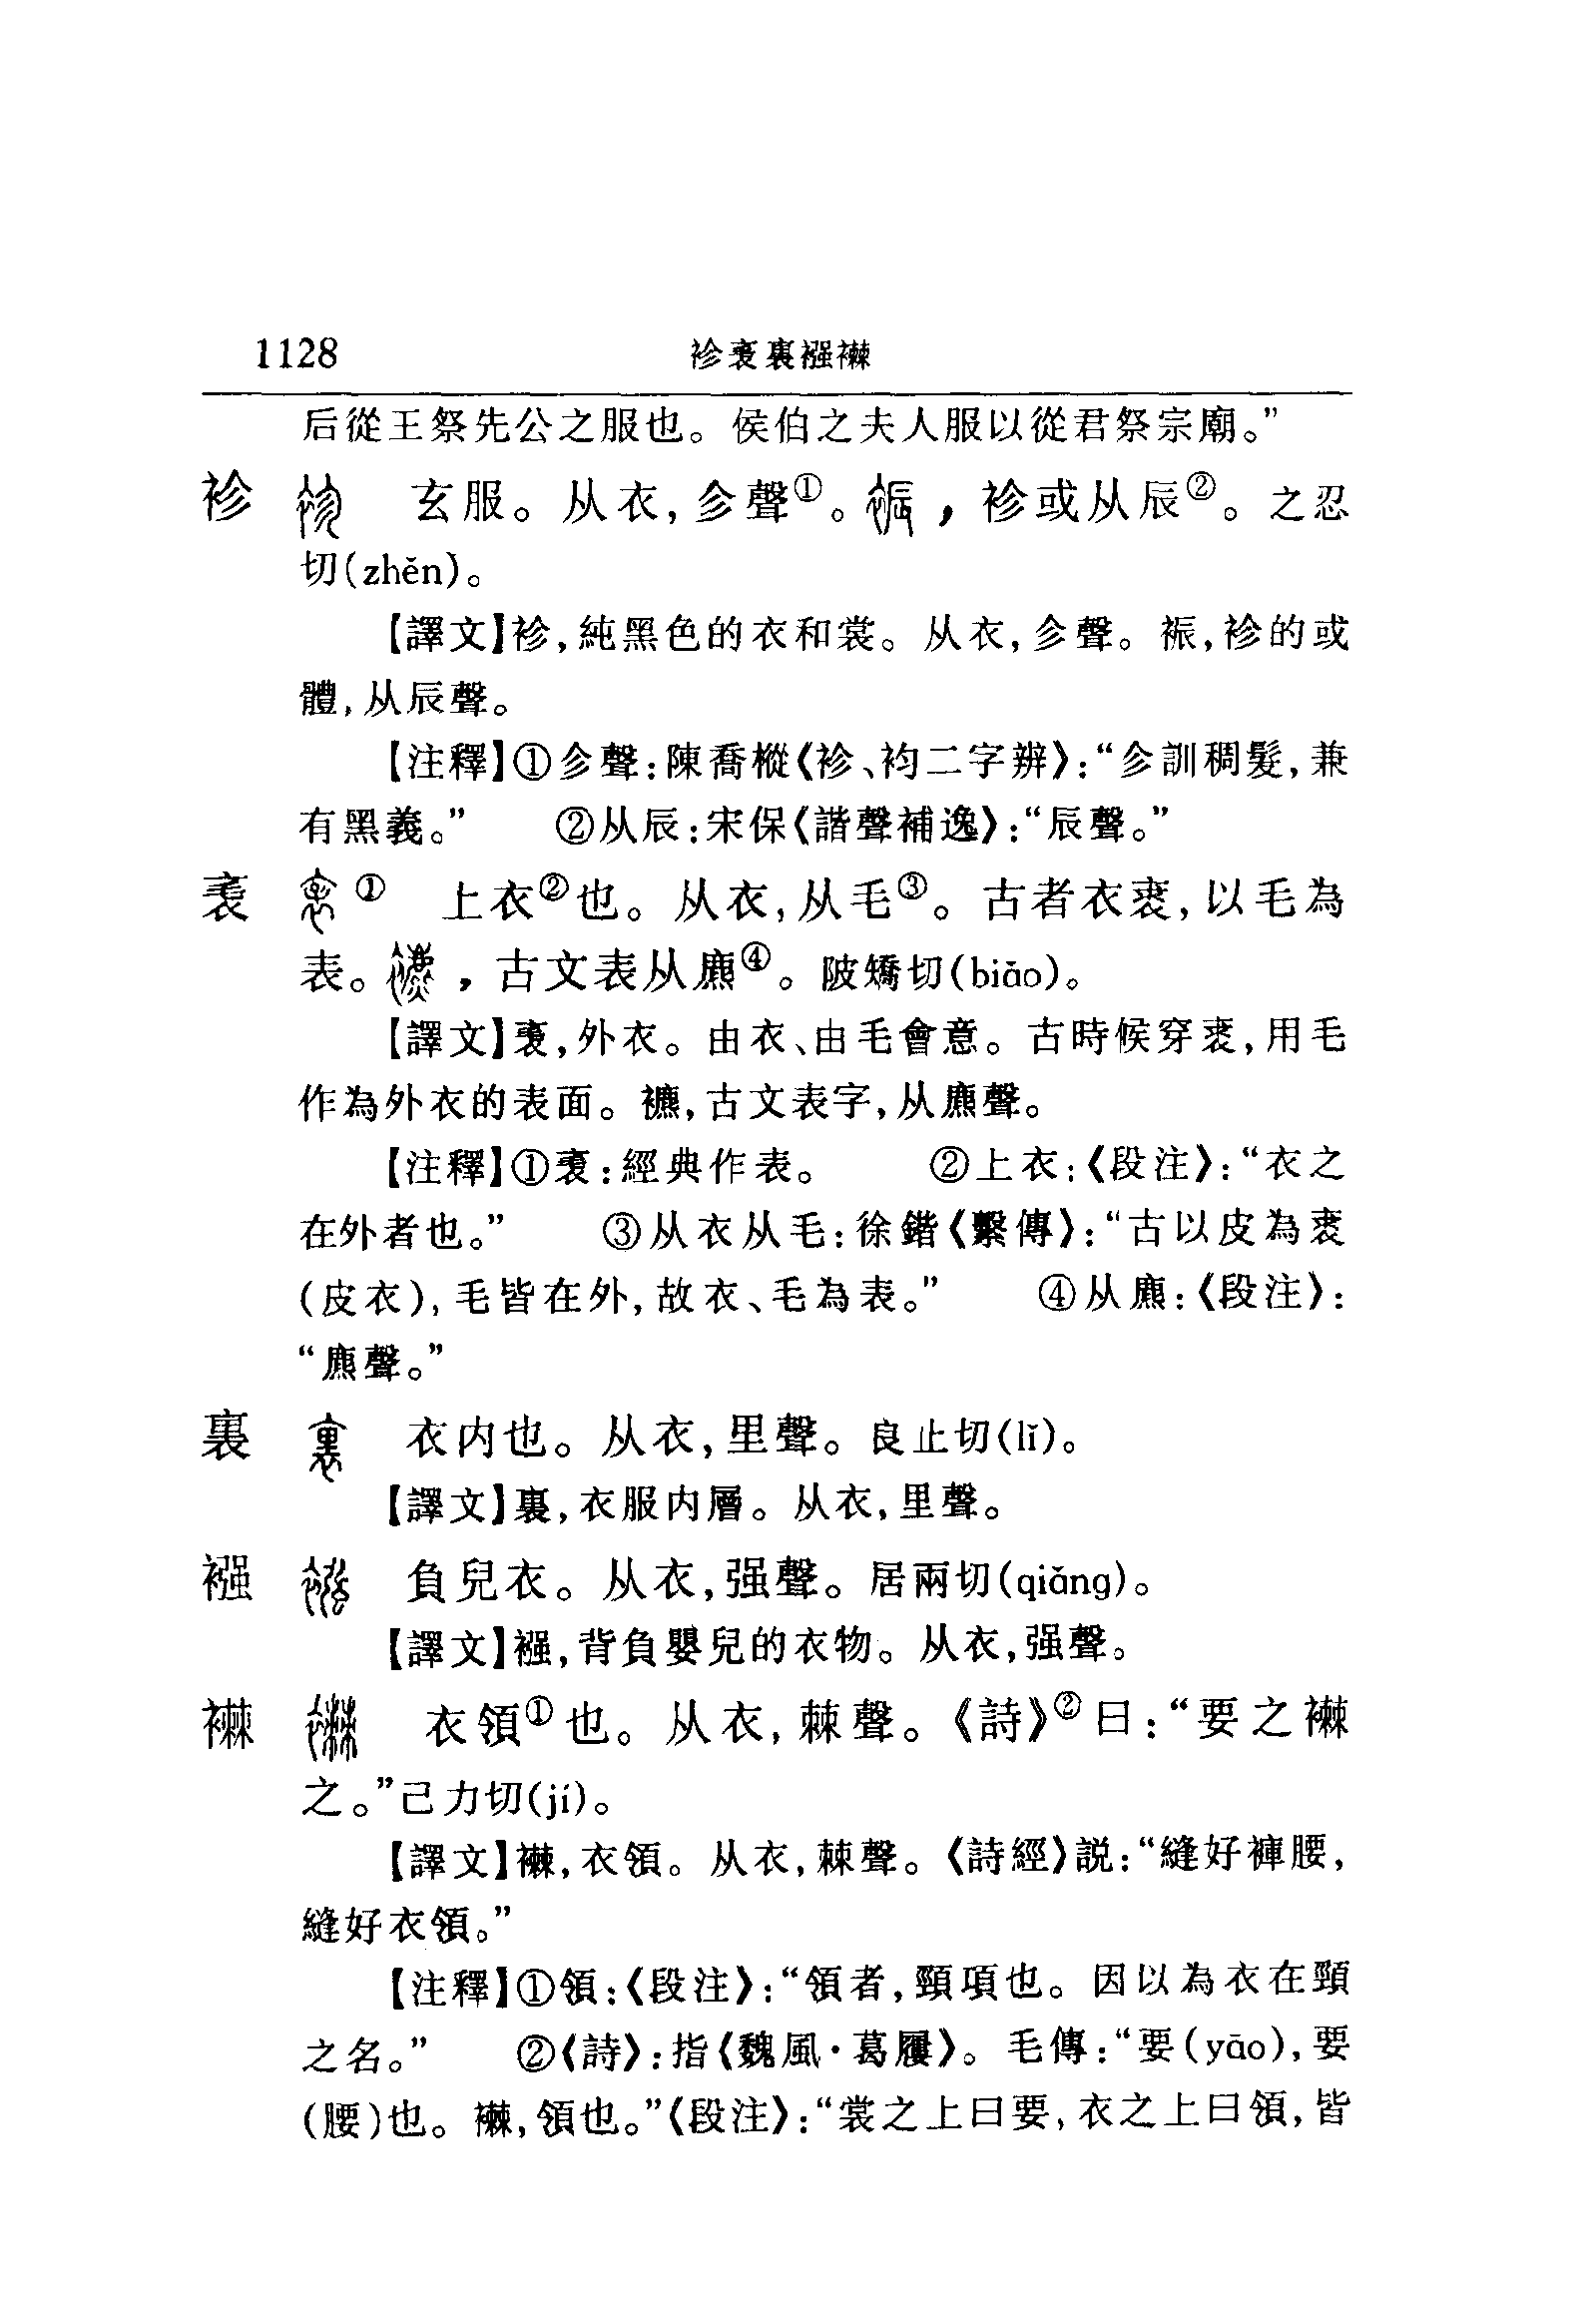 1128
袗袠裏襁襋
后從王祭先公之服也。侯伯之夫人服以從君祭宗廟。”
袗 玄服。从衣,㐱聲①。，袗或从辰②。之忍
切(zhěn)。
【譯文】袗,純黑色的衣和裳。从衣,㐱聲。裖,袗的或
體,从辰聲。
【注釋】①㐱聲:陳喬樅《袗、袀二字辨》:“㐱訓稠髮,兼
有黑義。” ②从辰:宋保《諧聲補逸》:“辰聲。”
𧘝 ① 上衣②也。从衣,从毛③。古者衣裘,以毛為
表。，古文表从麃④。陂矯切(biǎo)。
【譯文】𧘝,外衣。由衣、由毛會意。古時候穿裘,用毛
作為外衣的表面。襮,古文表字,从麃聲。
【注釋】①𧘝:經典作表。 ②上衣:《段注》:“衣之
在外者也。” ③从衣从毛:徐鍇《繫傳》:“古以皮為裘
(皮衣),毛皆在外,故衣、毛為表。” ④从麃:《段注》:
“麃聲。”
裏 衣内也。从衣,里聲。良止切(lǐ)。
【譯文】裏,衣服内層。从衣,里聲。
襁 負兒衣。从衣,强聲。居兩切(qiǎng)。
【譯文】襁,背負嬰兒的衣物。从衣,强聲。
襋 衣領①也。从衣,棘聲。《詩》②曰:“要之襋
之。”己力切(jí)。
【譯文】襋,衣領。从衣,棘聲。《詩經》説:“縫好褲腰,
縫好衣領。”
【注釋】①領:《段注》:“領者,頸項也。因以為衣在頸
之名。” ②《詩》:指《魏風·葛屨》。毛傳:“要(yāo),要
(腰)也。襋,領也。”《段注》:“裳之上曰要,衣之上曰領,皆